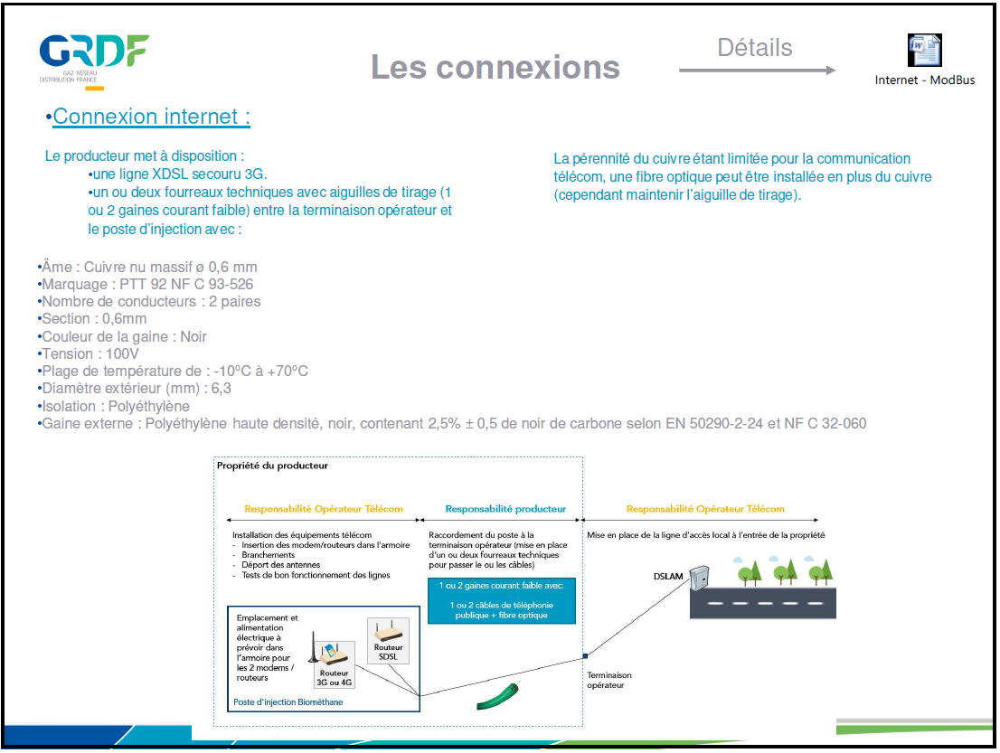 GRDF
GAZ RÉSEAU
DISTRIBUTION FRANCE
Les connexions
Détails
Internet - ModBus
•Connexion internet :
Le producteur met à disposition :
•une ligne XDSL secouru 3G.
•un ou deux fourreaux techniques avec aiguilles de tirage (1
ou 2 gaines courant faible) entre la terminaison opérateur et
le poste d'injection avec :
La pérennité du cuivre étant limitée pour la communication
télécom, une fibre optique peut être installée en plus du cuivre
(cependant maintenir l'aiguille de tirage).
•Âme : Cuivre nu massif ø 0,6 mm
•Marquage : PTT 92 NF C 93-526
•Nombre de conducteurs : 2 paires
•Section : 0,6mm
•Couleur de la gaine : Noir
•Tension : 100V
•Plage de température de : -10ºC à +70ºC
•Diamètre extérieur (mm) : 6,3
•Isolation : Polyéthylène
•Gaine externe : Polyéthylène haute densité, noir, contenant 2,5% ± 0,5 de noir de carbone selon EN 50290-2-24 et NF C 32-060
Propriété du producteur
Responsabilité Opérateur Télécom
Installation des équipements télécom
- Insertion des modem/routeurs dans l'armoire
- Branchements
- Déport des antennes
- Tests de bon fonctionnement des lignes
Responsabilité producteur
Raccordement du poste à la
terminaison opérateur (mise en place
d'un ou deux fourreaux techniques
pour passer le ou les câbles)
1 ou 2 gaines courant faible avec:
1 ou 2 câbles de téléphonie
publique + fibre optique
Responsabilité Opérateur Télécom
Mise en place de la ligne d'accès local à l'entrée de la propriété
DSLAM
Emplacement et
alimentation
électrique à
prévoir dans
l'armoire pour
les 2 modems /
routeurs
Routeur
SDSL
Routeur
3G ou 4G
Poste d'injection Biométhane
Terminaison
opérateur